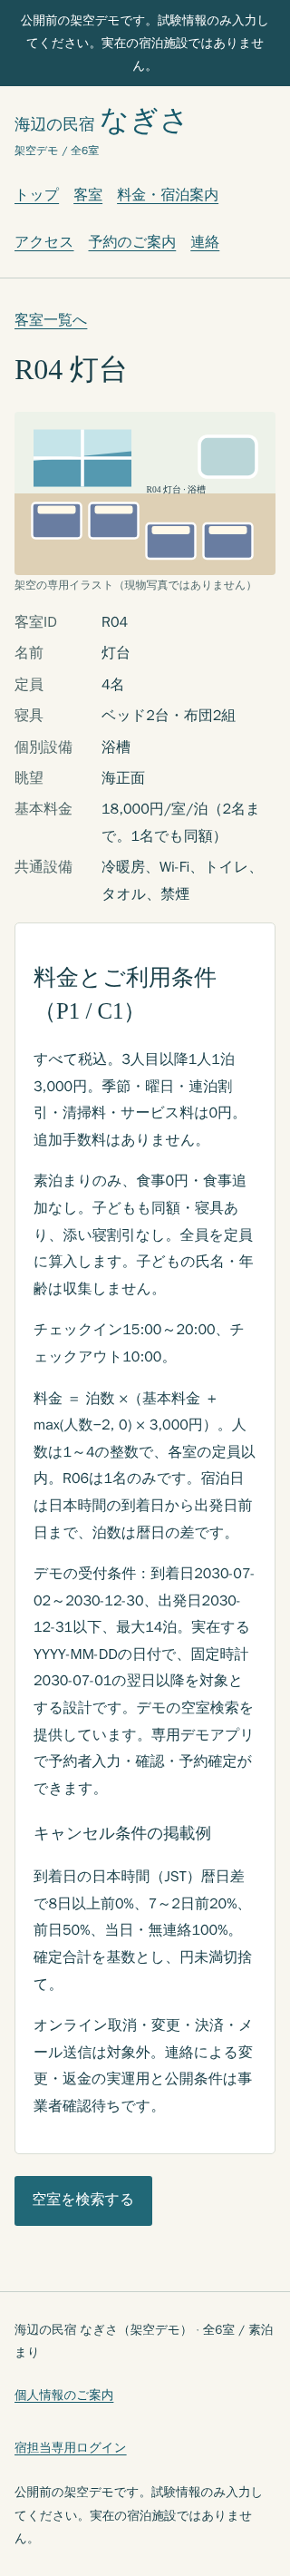 公開前の架空デモです。試験情報のみ入力し
てください。実在の宿泊施設ではありませ
ん。
海辺の民宿 なぎさ
架空デモ / 全6室
トップ 客室 料金・宿泊案内
アクセス 予約のご案内 連絡
客室一覧へ
R04 灯台
R04 灯台 · 浴槽
架空の専用イラスト（現物写真ではありません）
客室ID R04
名前 灯台
定員 4名
寝具 ベッド2台・布団2組
個別設備 浴槽
眺望 海正面
基本料金 18,000円/室/泊（2名ま
で。1名でも同額）
共通設備 冷暖房、Wi-Fi、トイレ、
タオル、禁煙
料金とご利用条件
（P1 / C1）
すべて税込。3人目以降1人1泊
3,000円。季節・曜日・連泊割
引・清掃料・サービス料は0円。
追加手数料はありません。
素泊まりのみ、食事0円・食事追
加なし。子どもも同額・寝具あ
り、添い寝割引なし。全員を定員
に算入します。子どもの氏名・年
齢は収集しません。
チェックイン15:00～20:00、チ
ェックアウト10:00。
料金 ＝ 泊数 ×（基本料金 ＋
max(人数−2, 0) × 3,000円）。人
数は1～4の整数で、各室の定員以
内。R06は1名のみです。宿泊日
は日本時間の到着日から出発日前
日まで、泊数は暦日の差です。
デモの受付条件：到着日2030-07-
02～2030-12-30、出発日2030-
12-31以下、最大14泊。実在する
YYYY-MM-DDの日付で、固定時計
2030-07-01の翌日以降を対象と
する設計です。デモの空室検索を
提供しています。専用デモアプリ
で予約者入力・確認・予約確定が
できます。
キャンセル条件の掲載例
到着日の日本時間（JST）暦日差
で8日以上前0%、7～2日前20%、
前日50%、当日・無連絡100%。
確定合計を基数とし、円未満切捨
て。
オンライン取消・変更・決済・メ
ール送信は対象外。連絡による変
更・返金の実運用と公開条件は事
業者確認待ちです。
空室を検索する
海辺の民宿 なぎさ（架空デモ） · 全6室 / 素泊
まり
個人情報のご案内
宿担当専用ログイン
公開前の架空デモです。試験情報のみ入力し
てください。実在の宿泊施設ではありませ
ん。